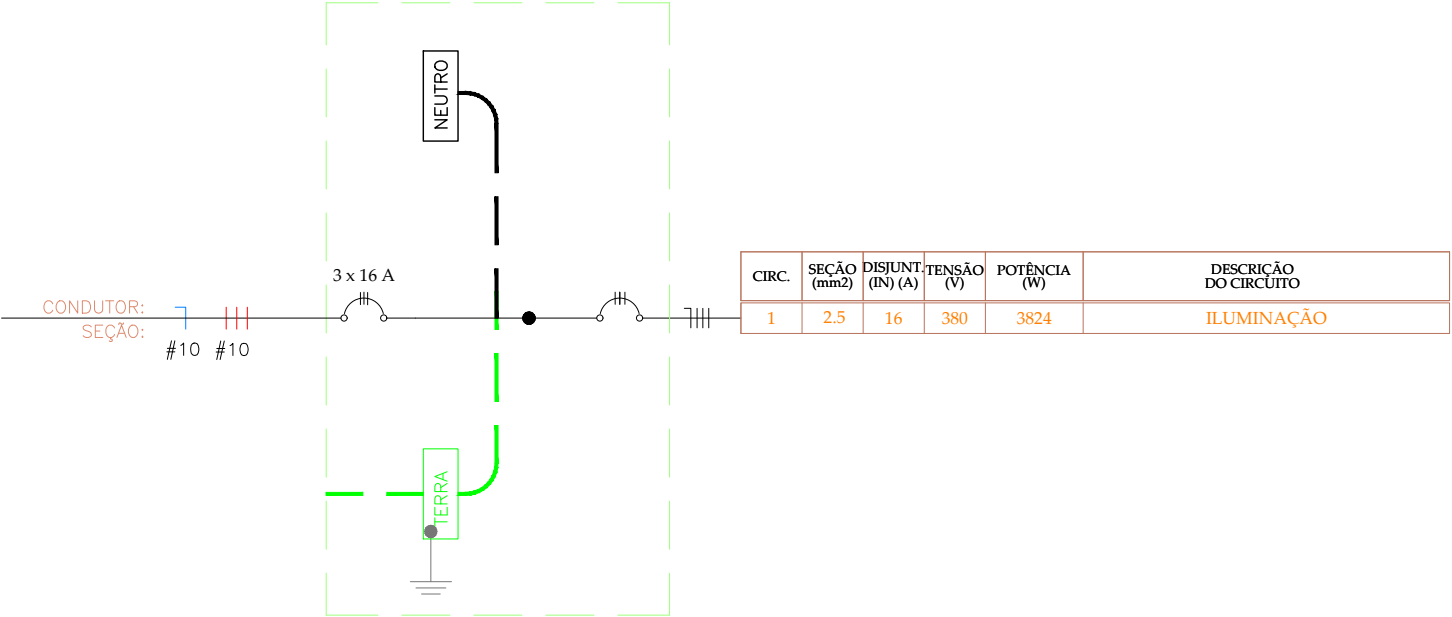 NEUTRO
3 x 16 A
CONDUTOR:
SEÇÃO:
#10 #10
TERRA
CIRC. SEÇÃO (mm2) DISJUNT. (IN) (A) TENSÃO (V) POTÊNCIA (W) DESCRIÇÃO DO CIRCUITO
1 2.5 16 380 3824 ILUMINAÇÃO